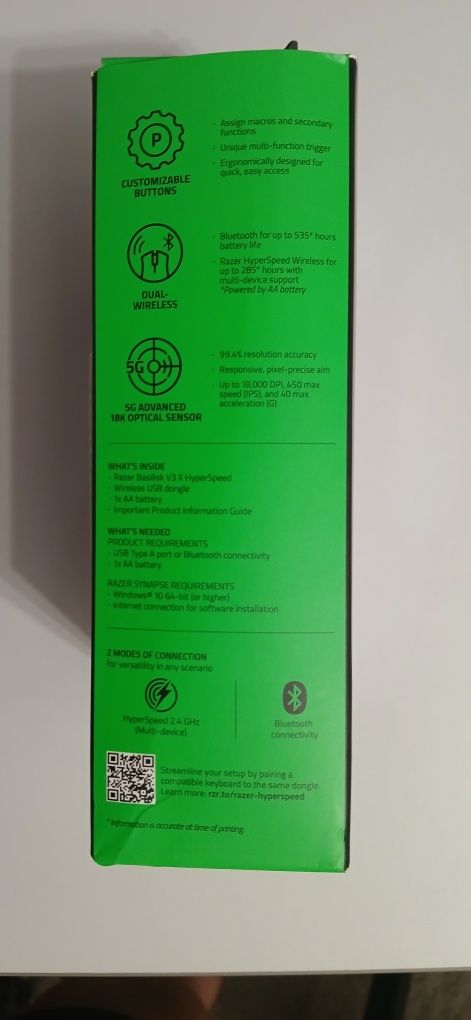 P
CUSTOMIZABLE
BUTTONS
- Assign macros and secondary
functions
- Unique multi-function trigger
- Ergonomically designed for
quick, easy access
DUAL-
WIRELESS
- Bluetooth for up to 535* hours
battery life
- Razer HyperSpeed Wireless for
up to 285* hours with
multi-device support
*Powered by AA battery
5G
5G ADVANCED
18K OPTICAL SENSOR
- 99.4% resolution accuracy
- Responsive, pixel-precise aim
- Up to 18,000 DPI, 450 max
speed (IPS), and 40 max
acceleration (G)
WHAT'S INSIDE
- Razer Basilisk V3 X HyperSpeed
- Wireless USB dongle
- 1x AA battery
- Important Product Information Guide
WHAT'S NEEDED
PRODUCT REQUIREMENTS
- USB Type A port or Bluetooth connectivity
- 1x AA battery
RAZER SYNAPSE REQUIREMENTS
- Windows® 10 64-bit (or higher)
- Internet connection for software installation
2 MODES OF CONNECTION
for versatility in any scenario
HyperSpeed 2.4 GHz
(Multi-device)
Bluetooth
connectivity
Streamline your setup by pairing a
compatible keyboard to the same dongle.
Learn more: rzr.to/razer-hyperspeed
*Information is accurate at time of printing.